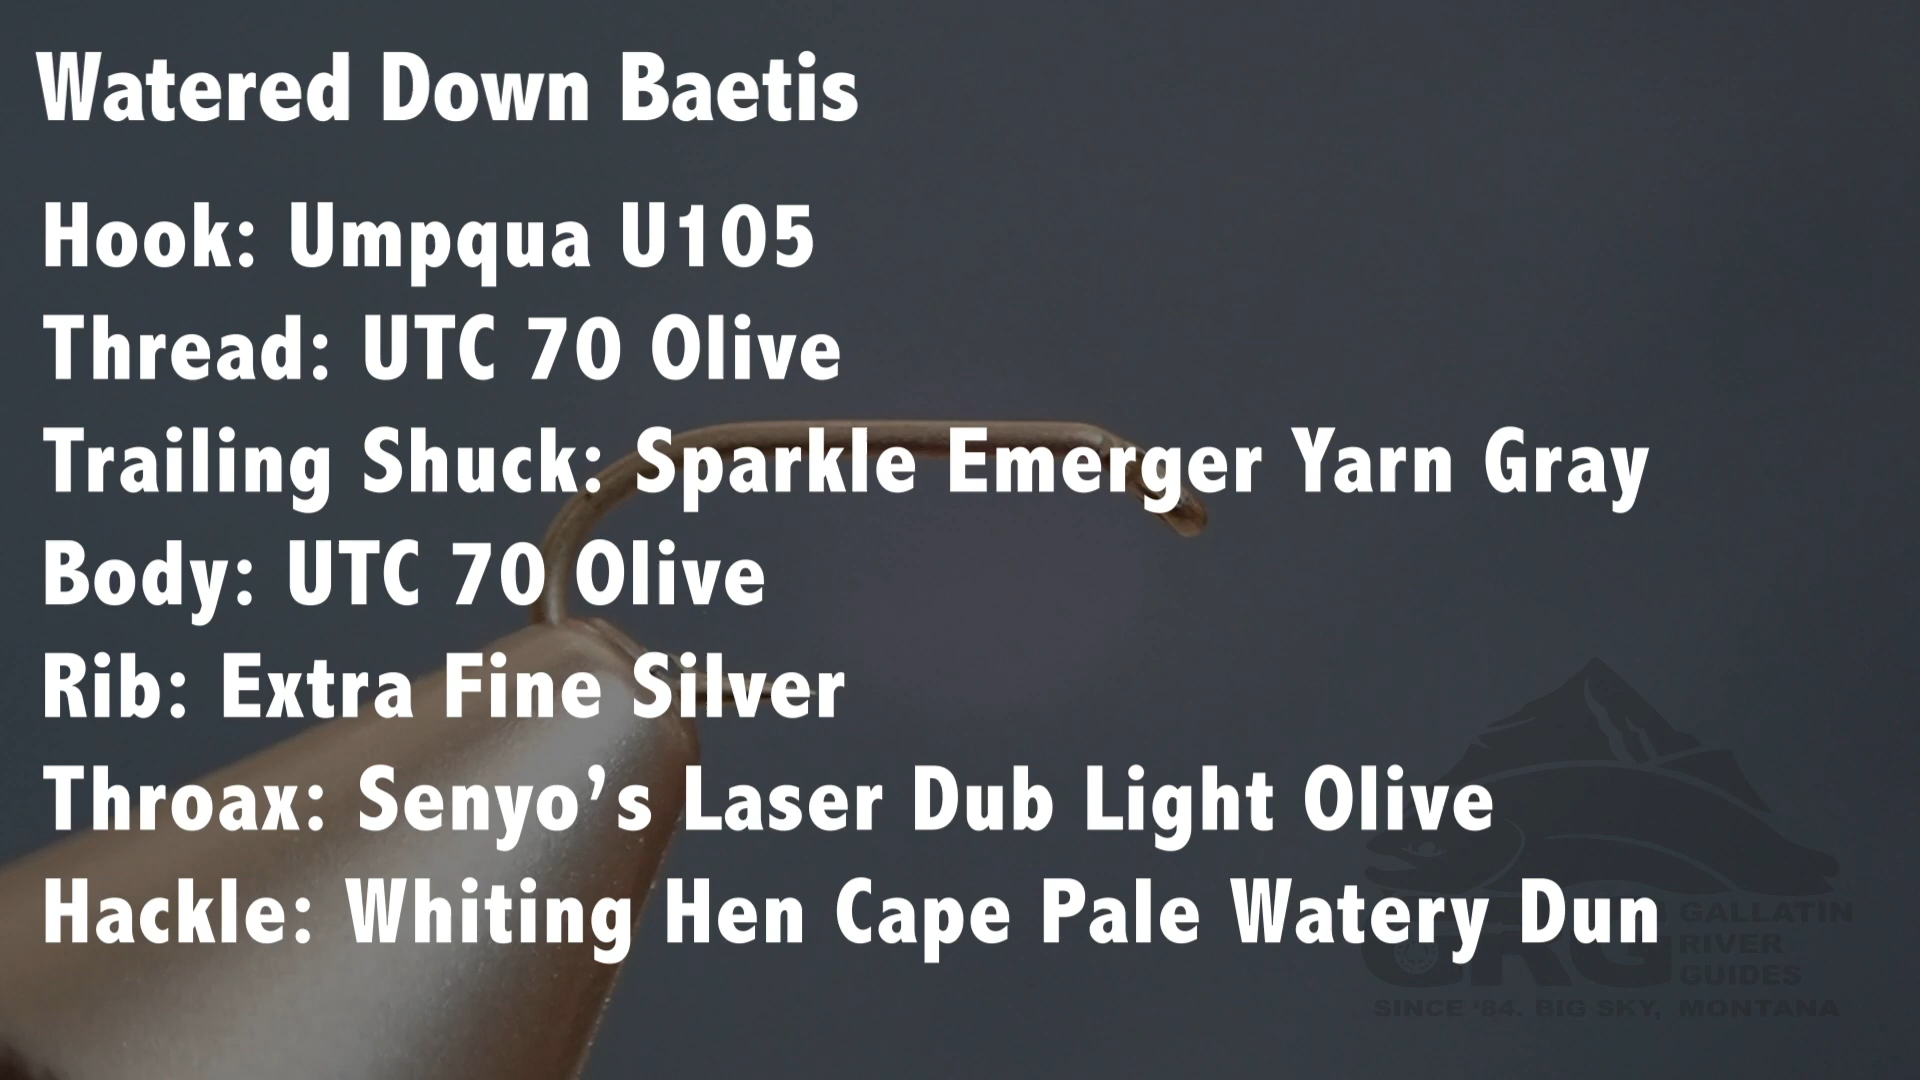 Watered Down Baetis
Hook: Umpqua U105
Thread: UTC 70 Olive
Trailing Shuck: Sparkle Emerger Yarn Gray
Body: UTC 70 Olive
Rib: Extra Fine Silver
Throax: Senyo’s Laser Dub Light Olive
Hackle: Whiting Hen Cape Pale Watery Dun
GRG
GALLATIN
RIVER
GUIDES
SINCE '84. BIG SKY, MONTANA